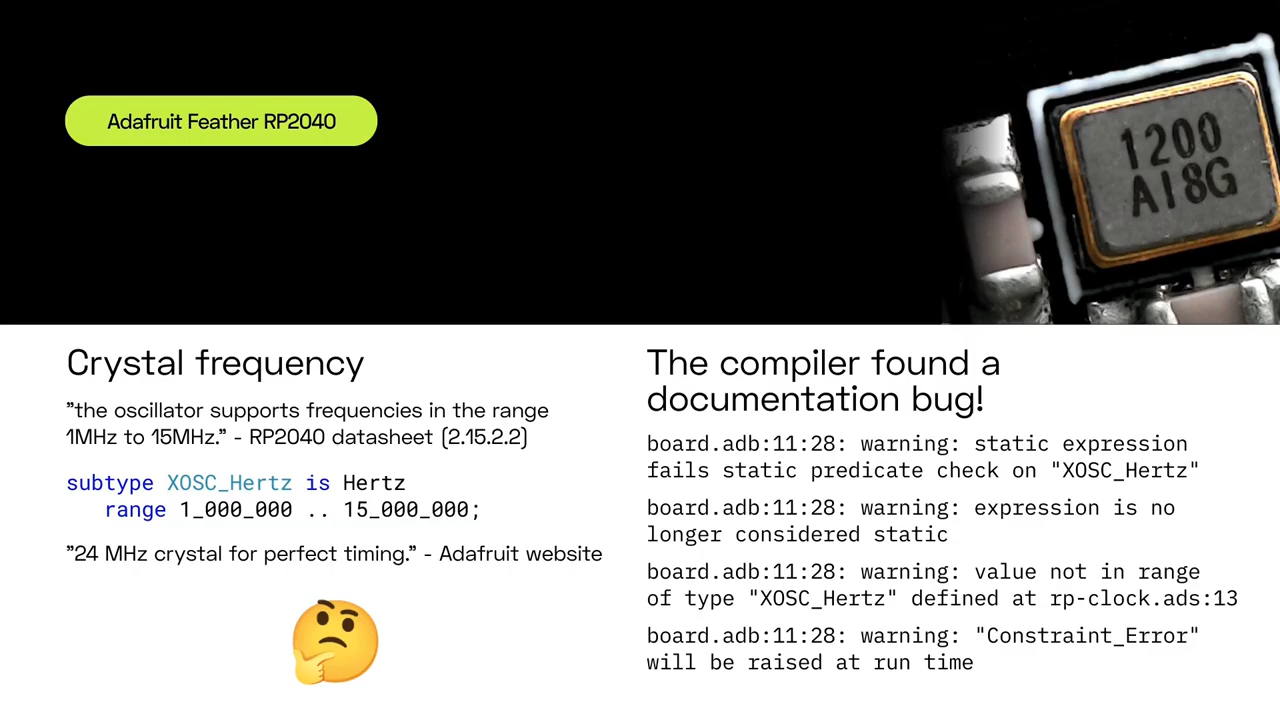 Adafruit Feather RP2040
1200
A18G
Crystal frequency
"the oscillator supports frequencies in the range
1MHz to 15MHz." - RP2040 datasheet (2.15.2.2)
subtype XOSC_Hertz is Hertz
range 1_000_000 .. 15_000_000;
"24 MHz crystal for perfect timing." - Adafruit website
The compiler found a
documentation bug!
board.adb:11:28: warning: static expression
fails static predicate check on "XOSC_Hertz"
board.adb:11:28: warning: expression is no
longer considered static
board.adb:11:28: warning: value not in range
of type "XOSC_Hertz" defined at rp-clock.ads:13
board.adb:11:28: warning: "Constraint_Error"
will be raised at run time